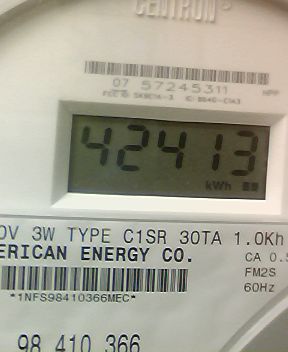 CENTRON®
07 57245311
42413
kWh
0V 3W TYPE C1SR 30TA 1.0Kh
ERICAN ENERGY CO.
CA 0.5
FM2S
60Hz
*1NFS98410366MEC*
98 410 366